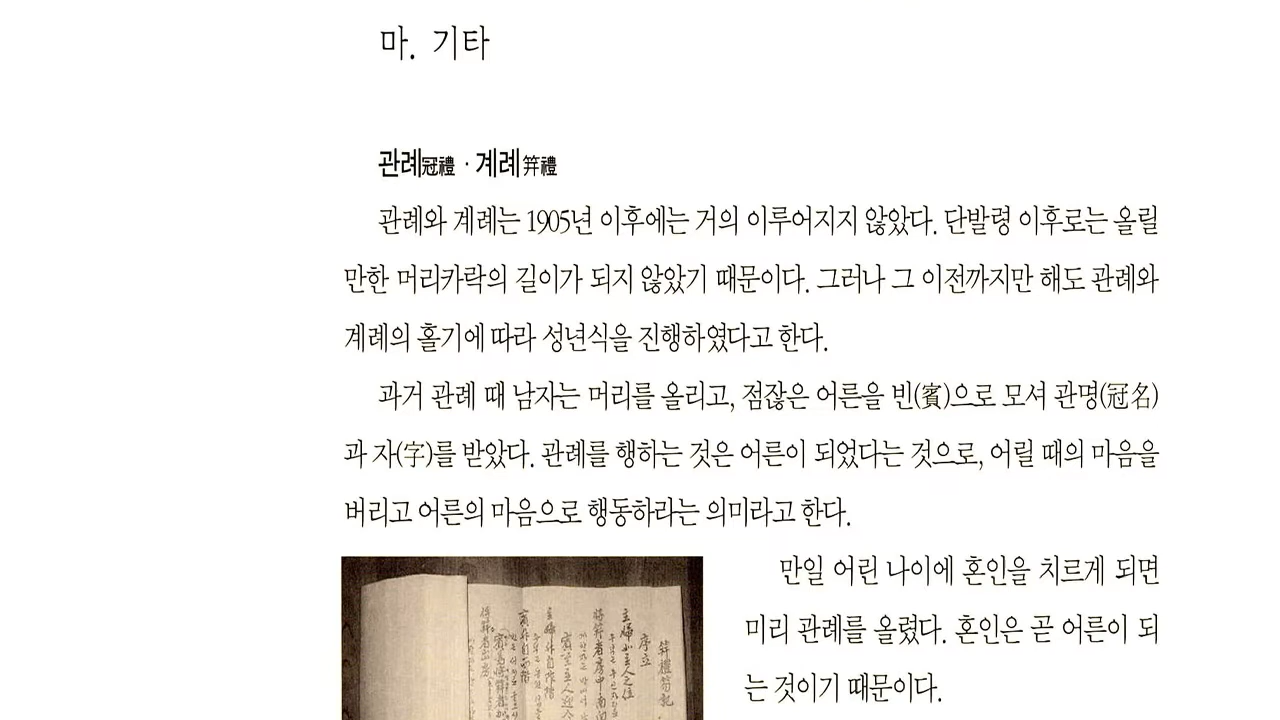 마. 기타
관례冠禮 · 계례笄禮
관례와 계례는 1905년 이후에는 거의 이루어지지 않았다. 단발령 이후로는 올릴
만한 머리카락의 길이가 되지 않았기 때문이다. 그러나 그 이전까지만 해도 관례와
계례의 홀기에 따라 성년식을 진행하였다고 한다.
과거 관례 때 남자는 머리를 올리고, 점잖은 어른을 빈(賓)으로 모셔 관명(冠名)
과 자(字)를 받았다. 관례를 행하는 것은 어른이 되었다는 것으로, 어릴 때의 마음을
버리고 어른의 마음으로 행동하라는 의미라고 한다.
만일 어린 나이에 혼인을 치르게 되면
미리 관례를 올렸다. 혼인은 곧 어른이 되
는 것이기 때문이다.
笄禮笏記
序立
主婦如主人之位